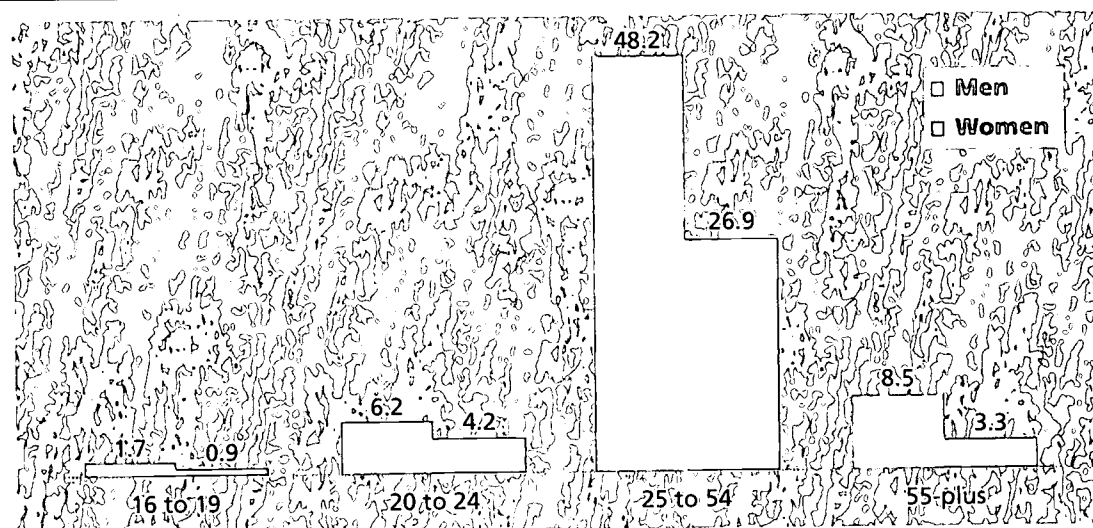 48.2
Men
Women
26.9
8.5
6.2
4.2
3.3
1.7
0.9
16 to 19
20 to 24
25 to 54
55-plus